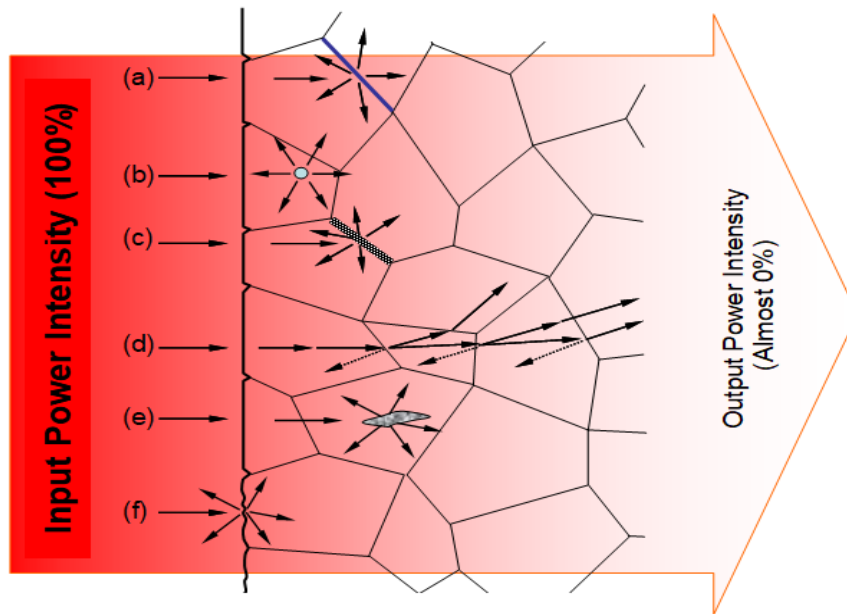 Input Power Intensity (100%)
(a)
(b)
(c)
(d)
(e)
(f)
Output Power Intensity
(Almost 0%)